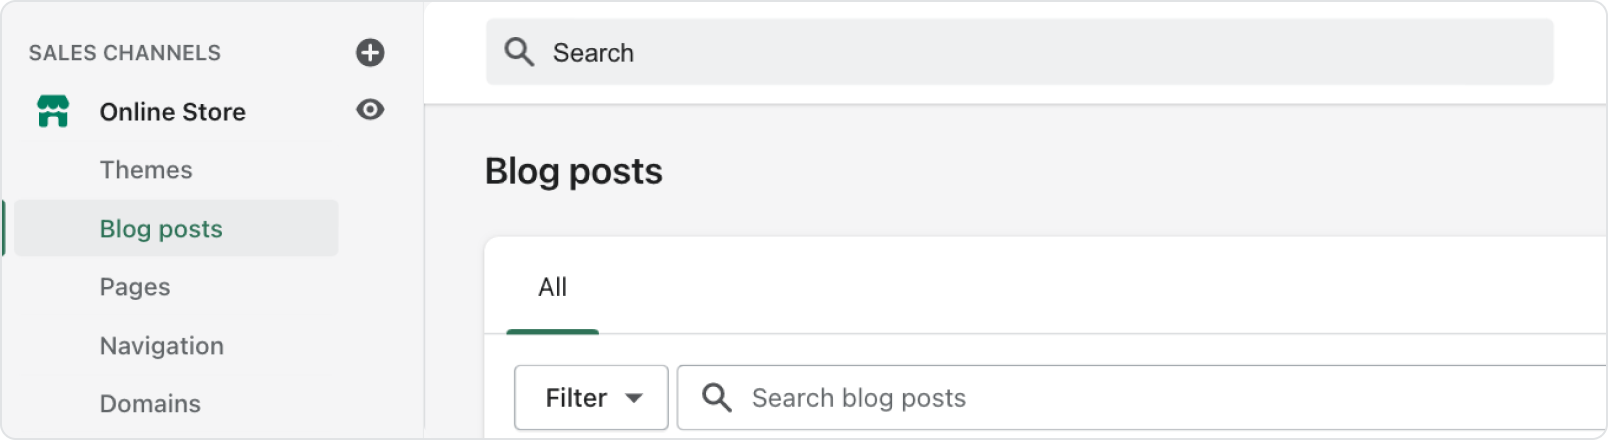 SALES CHANNELS
Online Store
Themes
Blog posts
Pages
Navigation
Domains
Search
Blog posts
All
Filter
Search blog posts